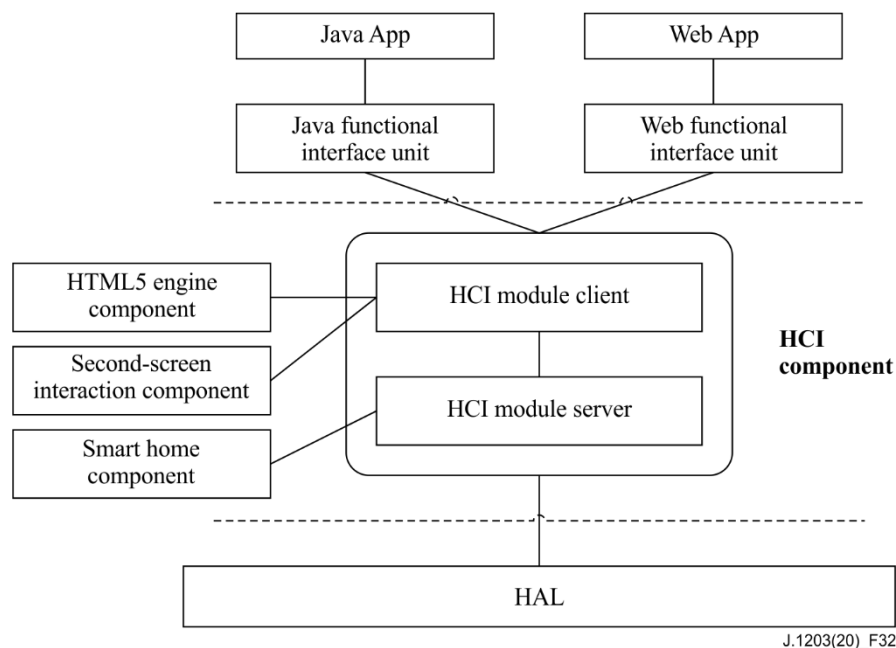 Java App
Web App
Java functional
interface unit
Web functional
interface unit
HTML5 engine
component
HCI module client
Second-screen
interaction component
HCI
component
HCI module server
Smart home
component
HAL
J.1203(20)_F32